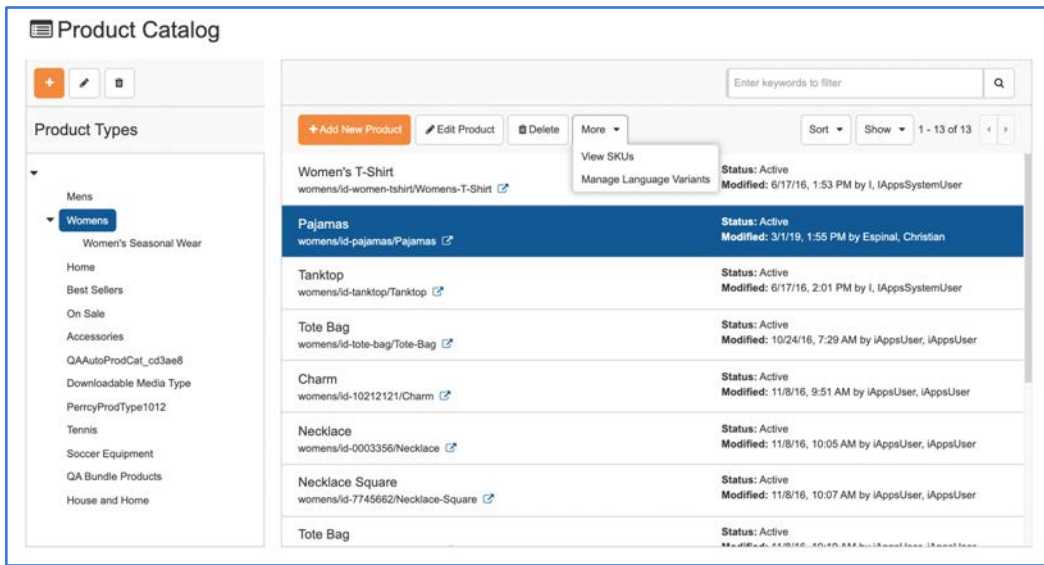 Product Catalog
Product Types
Mens
Womens
Women's Seasonal Wear
Home
Best Sellers
On Sale
Accessories
QAAutoProdCat_cd3ae8
Downloadable Media Type
PerrcyProdType1012
Tennis
Soccer Equipment
QA Bundle Products
House and Home
Enter keywords to filter
+ Add New Product Edit Product Delete More Sort Show 1 - 13 of 13
View SKUs
Manage Language Variants
Women's T-Shirt
womens/id-women-tshirt/Womens-T-Shirt
Status: Active
Modified: 6/17/16, 1:53 PM by I, IAppsSystemUser
Pajamas
womens/id-pajamas/Pajamas
Status: Active
Modified: 3/1/19, 1:55 PM by Espinal, Christian
Tanktop
womens/id-tanktop/Tanktop
Status: Active
Modified: 6/17/16, 2:01 PM by I, IAppsSystemUser
Tote Bag
womens/id-tote-bag/Tote-Bag
Status: Active
Modified: 10/24/16, 7:29 AM by iAppsUser, iAppsUser
Charm
womens/id-10212121/Charm
Status: Active
Modified: 11/8/16, 9:51 AM by iAppsUser, iAppsUser
Necklace
womens/id-0003356/Necklace
Status: Active
Modified: 11/8/16, 10:05 AM by iAppsUser, iAppsUser
Necklace Square
womens/id-7745662/Necklace-Square
Status: Active
Modified: 11/8/16, 10:07 AM by iAppsUser, iAppsUser
Tote Bag
Status: Active